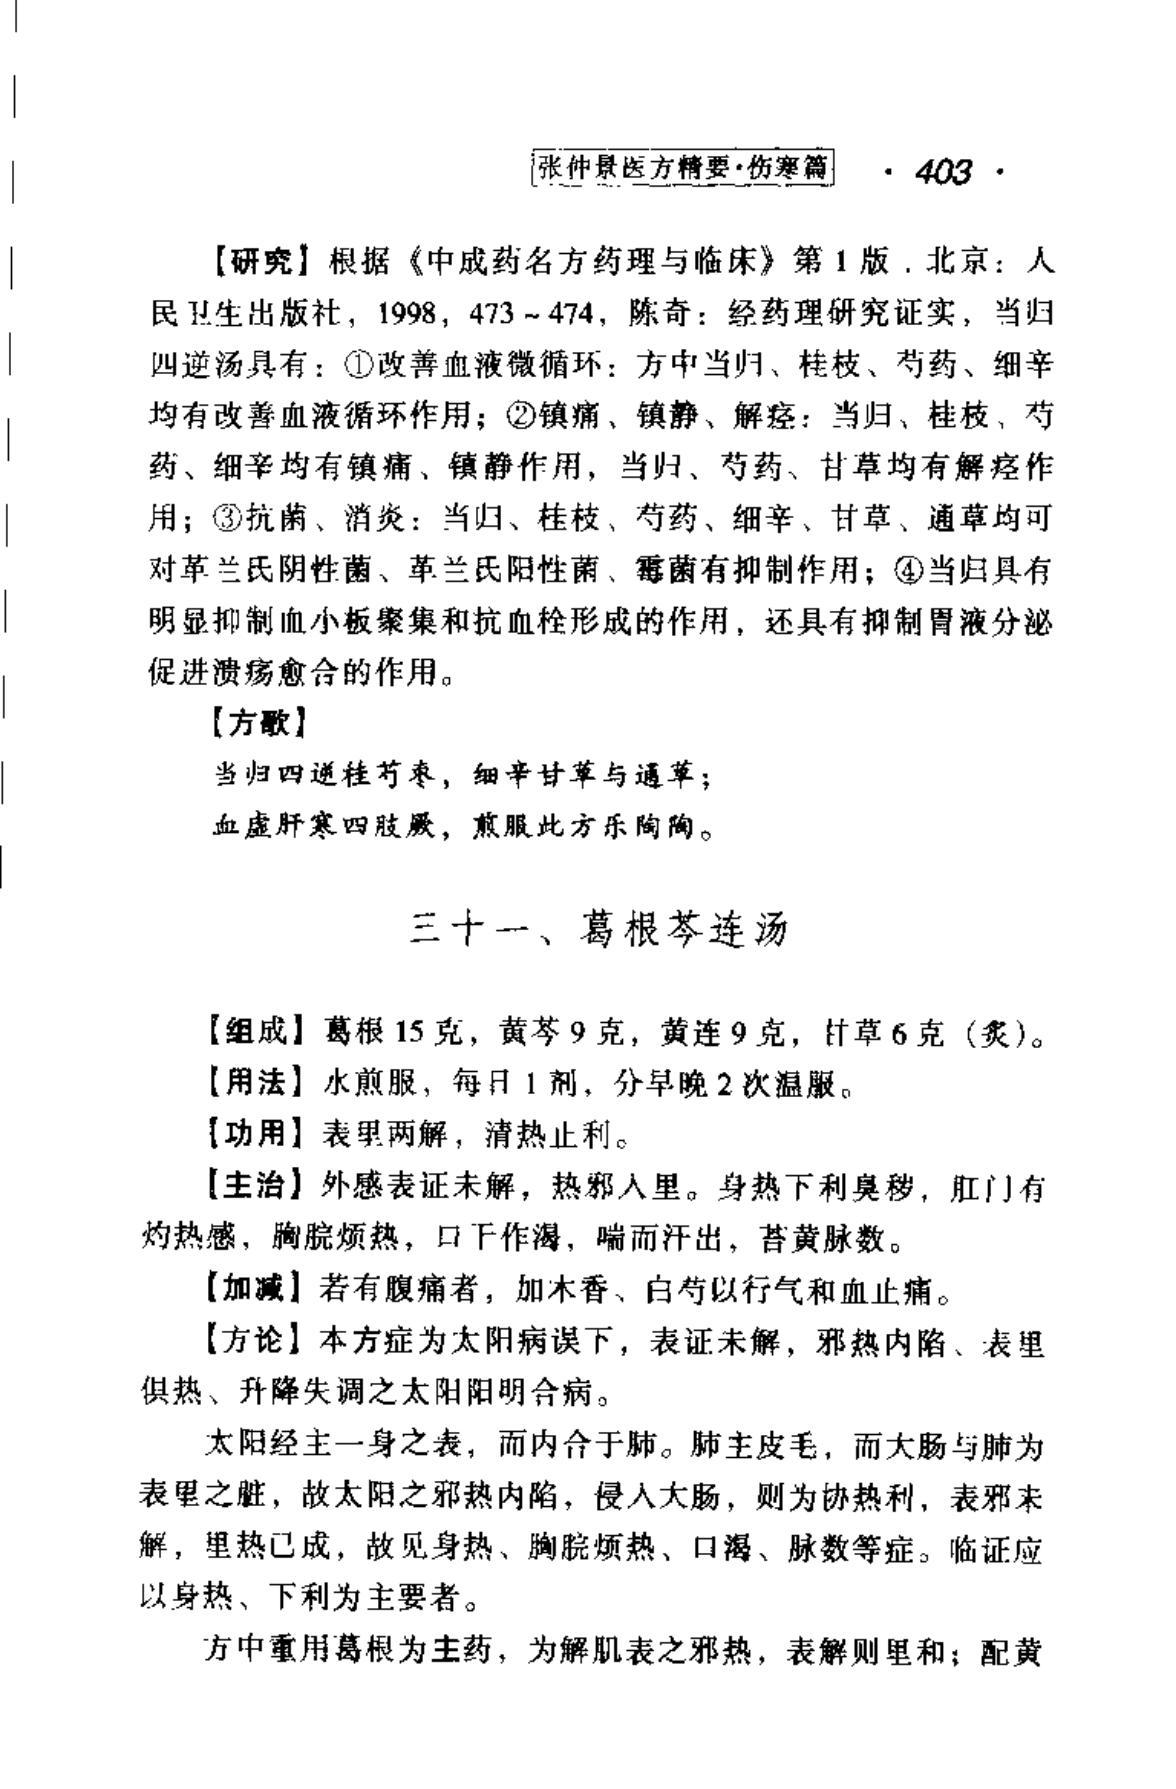 张仲景医方精要·伤寒篇 · 403 ·
【研究】根据《中成药名方药理与临床》第 1 版．北京：人
民卫生出版社，1998，473～474，陈奇：经药理研究证实，当归
四逆汤具有：①改善血液微循环：方中当归、桂枝、芍药、细辛
均有改善血液循环作用；②镇痛、镇静、解痉：当归、桂枝、芍
药、细辛均有镇痛、镇静作用，当归、芍药、甘草均有解痉作
用；③抗菌、消炎：当归、桂枝、芍药、细辛、甘草、通草均可
对革兰氏阴性菌、革兰氏阳性菌、霉菌有抑制作用；④当归具有
明显抑制血小板聚集和抗血栓形成的作用，还具有抑制胃液分泌
促进溃疡愈合的作用。
【方歌】
当归四逆桂芍枣，细辛甘草与通草；
血虚肝寒四肢厥，煎服此方乐陶陶。
三十一、葛根芩连汤
【组成】葛根 15 克，黄芩 9 克，黄连 9 克，甘草 6 克（炙）。
【用法】水煎服，每日 1 剂，分早晚 2 次温服。
【功用】表里两解，清热止利。
【主治】外感表证未解，热邪入里。身热下利臭秽，肛门有
灼热感，胸脘烦热，口干作渴，喘而汗出，苔黄脉数。
【加减】若有腹痛者，加木香、白芍以行气和血止痛。
【方论】本方症为太阳病误下，表证未解，邪热内陷、表里
俱热、升降失调之太阳阳明合病。
太阳经主一身之表，而内合于肺。肺主皮毛，而大肠与肺为
表里之脏，故太阳之邪热内陷，侵入大肠，则为协热利，表邪未
解，里热已成，故见身热、胸脘烦热、口渴、脉数等症。临证应
以身热、下利为主要者。
方中重用葛根为主药，为解肌表之邪热，表解则里和；配黄